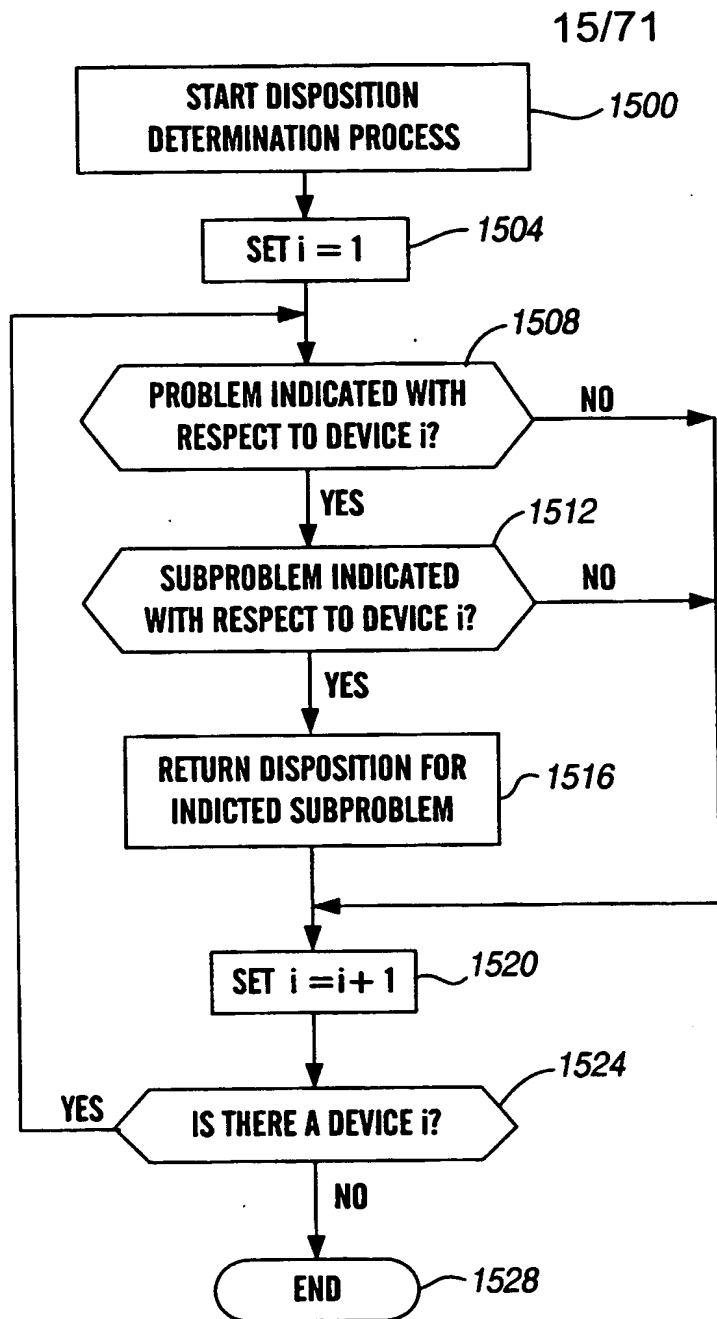 15/71
START DISPOSITION
DETERMINATION PROCESS
1500
SET i = 1
1504
1508
PROBLEM INDICATED WITH
RESPECT TO DEVICE i?
NO
YES
1512
SUBPROBLEM INDICATED
WITH RESPECT TO DEVICE i?
NO
YES
RETURN DISPOSITION FOR
INDICTED SUBPROBLEM
1516
SET i =i+ 1
1520
1524
YES
IS THERE A DEVICE i?
NO
END
1528